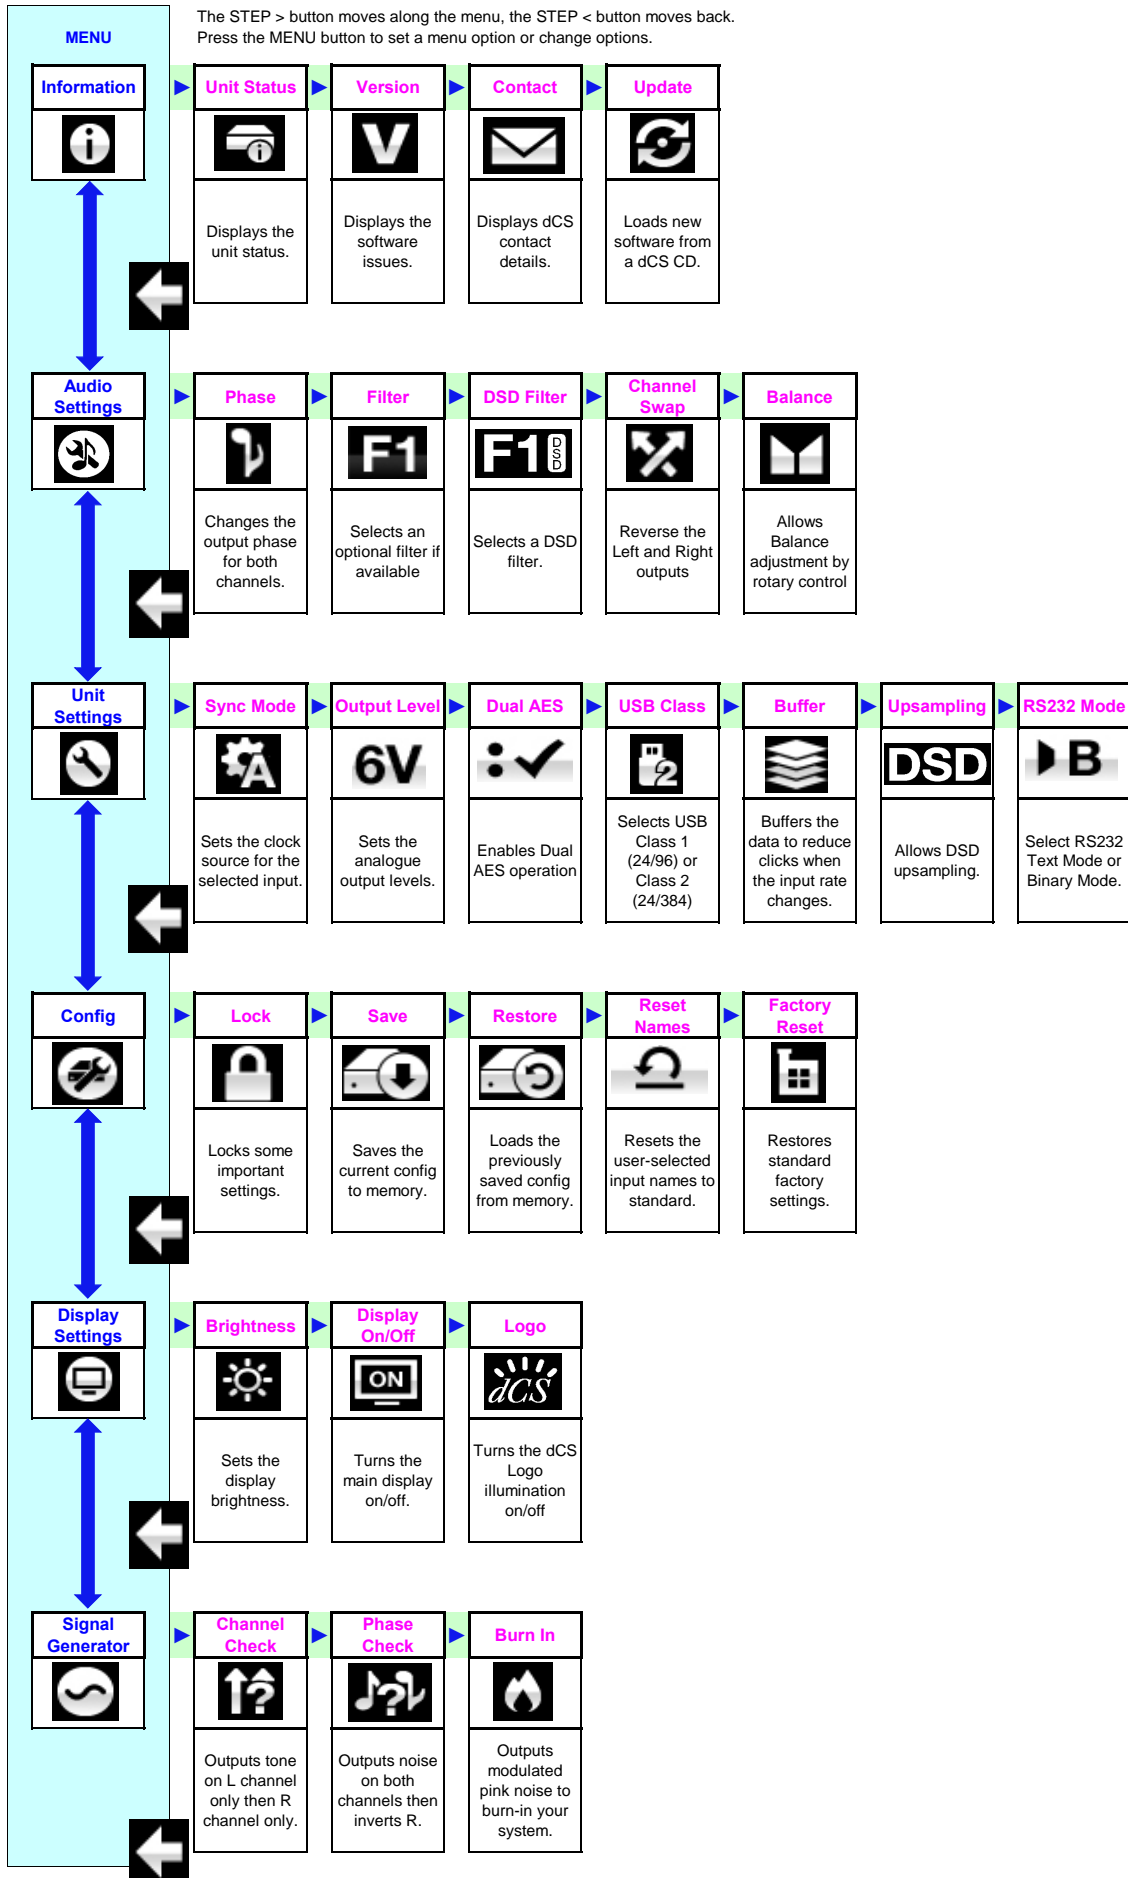 The STEP > button moves along the menu, the STEP < button moves back.
MENU
Press the MENU button to set a menu option or change options.
Information
Unit Status
Version
Contact
Update
i
i
V
Displays the
unit status.
Displays the
software
issues.
Displays dCS
contact
details.
Loads new
software from
a dCS CD.
Audio
Settings
Phase
Filter
DSD Filter
Channel
Swap
Balance
F1
F1 DSD
Changes the
output phase
for both
channels.
Selects an
optional filter if
available
Selects a DSD
filter.
Reverse the
Left and Right
outputs
Allows
Balance
adjustment by
rotary control
Unit
Settings
Sync Mode
Output Level
Dual AES
USB Class
Buffer
Upsampling
RS232 Mode
A
6V
2
DSD
B
Sets the clock
source for the
selected input.
Sets the
analogue
output levels.
Enables Dual
AES operation
Selects USB
Class 1
(24/96) or
Class 2
(24/384)
Buffers the
data to reduce
clicks when
the input rate
changes.
Allows DSD
upsampling.
Select RS232
Text Mode or
Binary Mode.
Config
Lock
Save
Restore
Reset
Names
Factory
Reset
Locks some
important
settings.
Saves the
current config
to memory.
Loads the
previously
saved config
from memory.
Resets the
user-selected
input names to
standard.
Restores
standard
factory
settings.
Display
Settings
Brightness
Display
On/Off
Logo
ON
dCS
Sets the
display
brightness.
Turns the
main display
on/off.
Turns the dCS
Logo
illumination
on/off
Signal
Generator
Channel
Check
Phase
Check
Burn In
?
?
Outputs tone
on L channel
only then R
channel only.
Outputs noise
on both
channels then
inverts R.
Outputs
modulated
pink noise to
burn-in your
system.